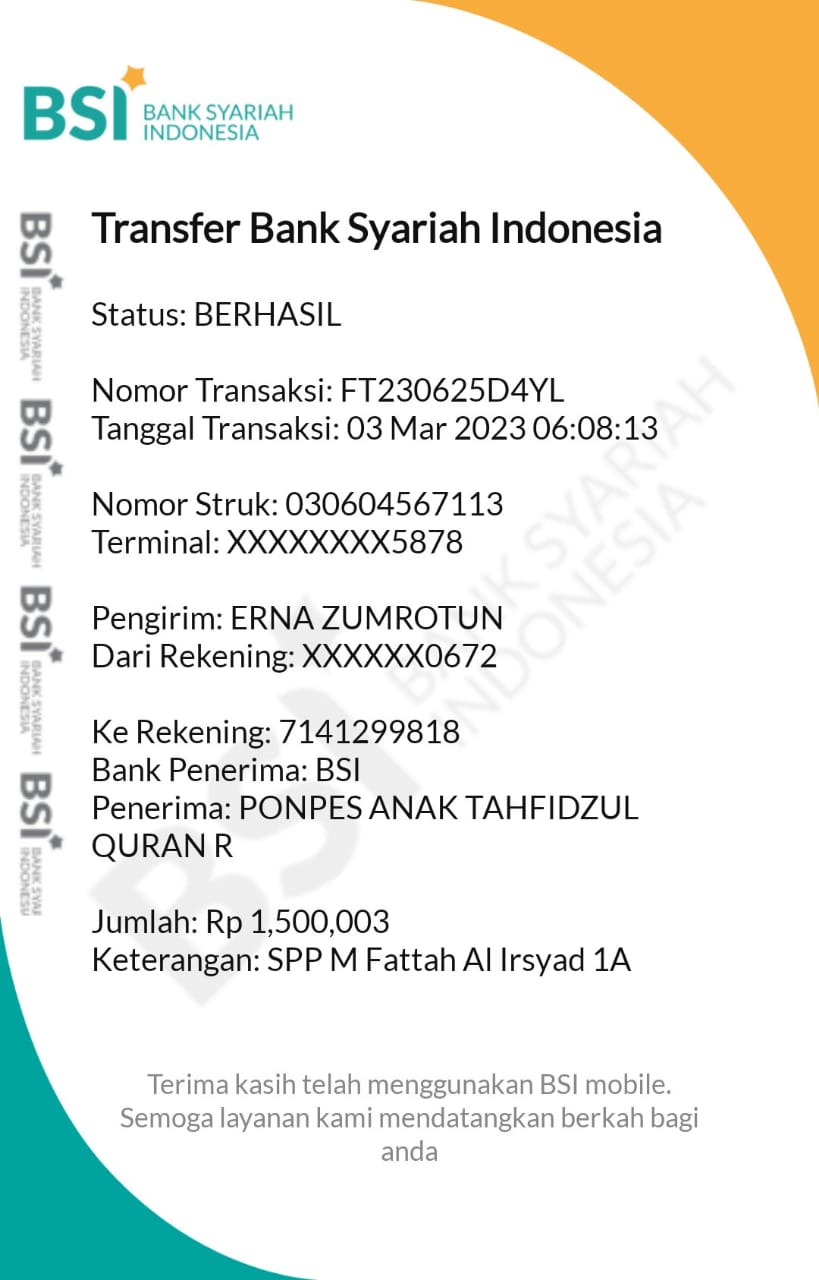 BSI BANK SYARIAH
INDONESIA
Transfer Bank Syariah Indonesia
Status: BERHASIL
Nomor Transaksi: FT230625D4YL
Tanggal Transaksi: 03 Mar 2023 06:08:13
Nomor Struk: 030604567113
Terminal: XXXXXXXX5878
Pengirim: ERNA ZUMROTUN
Dari Rekening: XXXXXX0672
Ke Rekening: 7141299818
Bank Penerima: BSI
Penerima: PONPES ANAK TAHFIDZUL
QURAN R
Jumlah: Rp 1,500,003
Keterangan: SPP M Fattah Al Irsyad 1A
Terima kasih telah menggunakan BSI mobile.
Semoga layanan kami mendatangkan berkah bagi
anda
BSI BANK SYARIAH
INDONESIA
BSI BANK SYARIAH
INDONESIA
BSI BANK SYARIAH
INDONESIA
BSI BANK SYAR
INDONESI
BSI BANK SYARIAH
INDONESIA